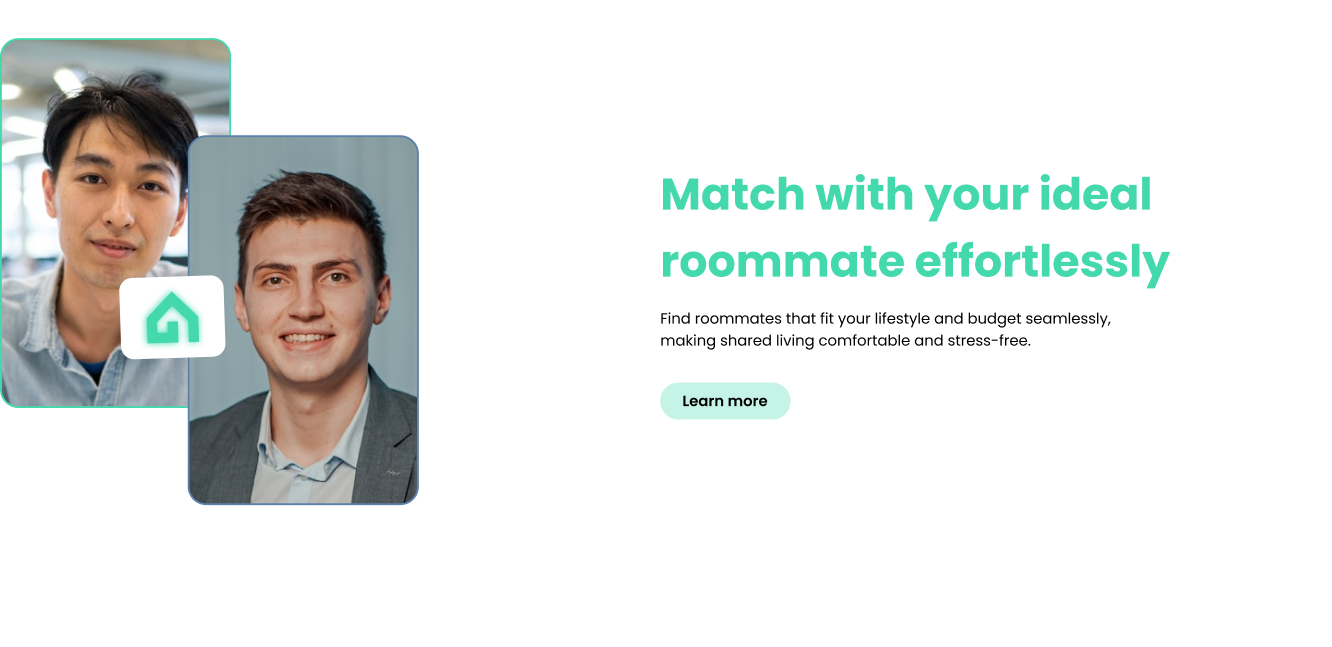 Match with your ideal
roommate effortlessly
Find roommates that fit your lifestyle and budget seamlessly,
making shared living comfortable and stress-free.
Learn more